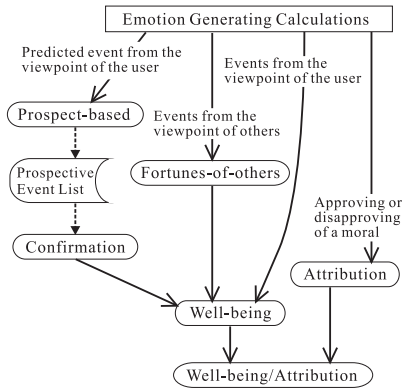 Emotion Generating Calculations
Predicted event from the
viewpoint of the user
Events from the
viewpoint of the user
Prospect-based
Events from the
viewpoint of others
Prospective
Event List
Fortunes-of-others
Approving or
disapproving
of a moral
Confirmation
Attribution
Well-being
Well-being/Attribution